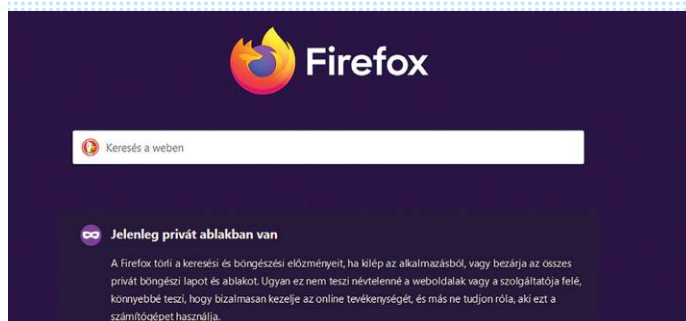 Firefox
Keresés a weben
Jelenleg privát ablakban van
A Firefox törli a keresési és böngészési előzményeit, ha kilép az alkalmazásból, vagy bezárja az összes
privát böngészi lapot és ablakot. Ugyan ez nem teszi névtelenné a weboldalak vagy a szolgáltatója felé,
könnyebbé teszi, hogy bizalmasan kezelje az online tevékenységét, és más ne tudjon róla, aki ezt a
számítógépet használja.